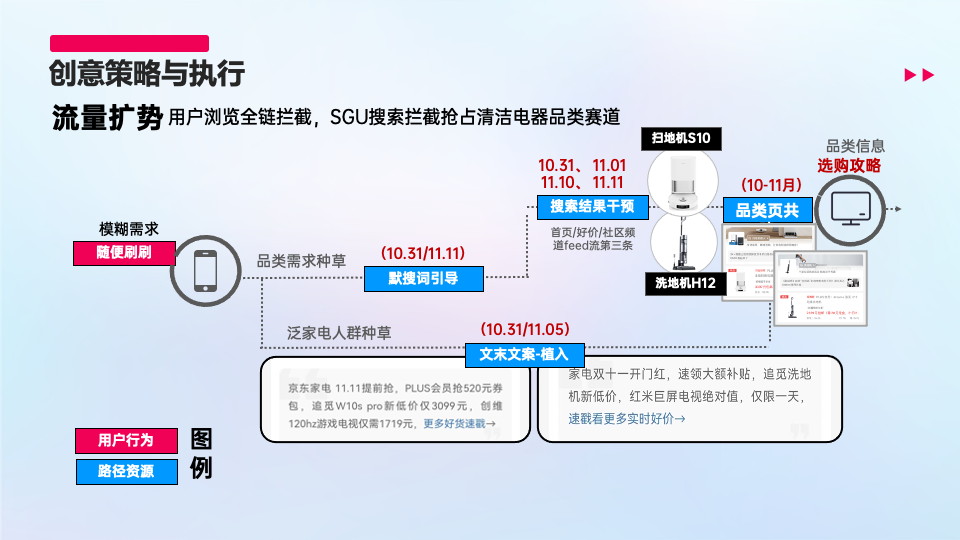 创意策略与执行
流量扩势 用户浏览全链拦截，SGU搜索拦截抢占清洁电器品类赛道
模糊需求
随便刷刷
品类需求种草
(10.31/11.11)
默搜词引导
10.31、11.01
11.10、11.11
搜索结果干预
首页/好价/社区频
道feed流第三条
扫地机S10
洗地机H12
（10-11月）
品类页共
品类信息
选购攻略
泛家电人群种草
（10.31/11.05）
文末文案-植入
京东家电 11.11提前抢，PLUS会员抢520元券
包，追觅W10s pro新低价仅3099元，创维
120hz游戏电视仅需1719元，更多好货速戳→
家电双十一开门红，速领大额补贴，追觅洗地
机新低价，红米巨屏电视绝对值，仅限一天，
速戳看更多实时好价→
用户行为
路径资源
图
例